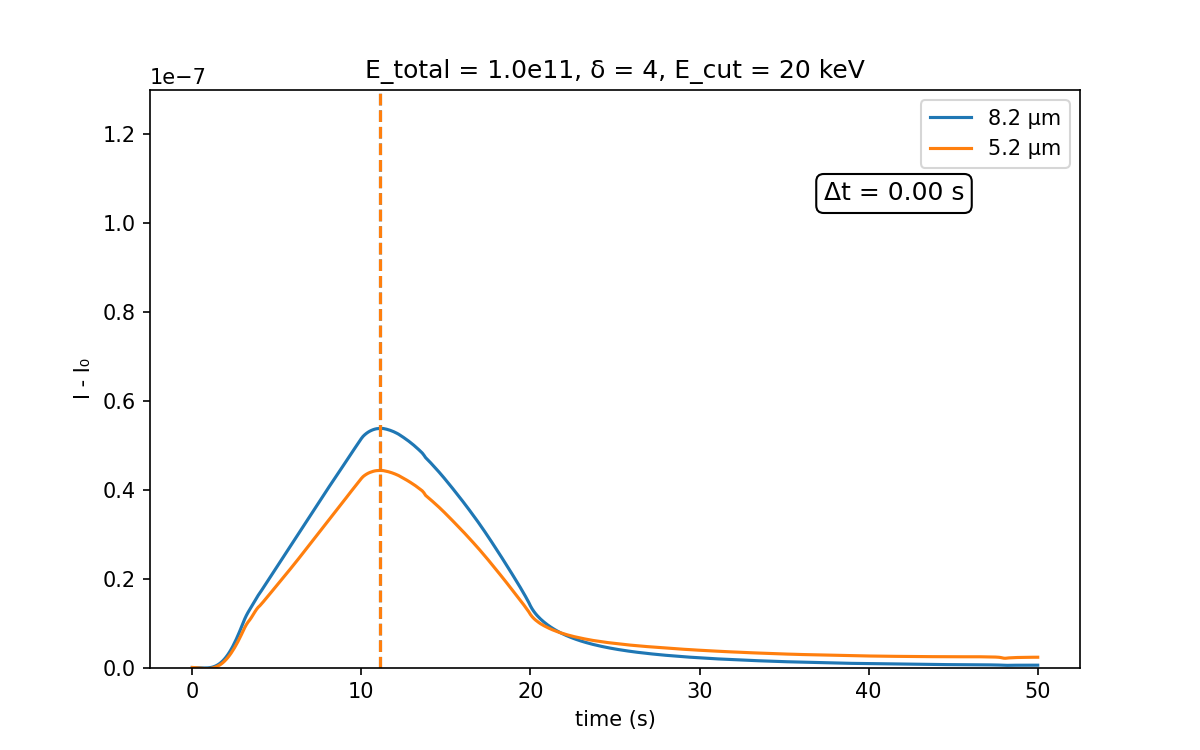 E_total = 1.0e11, δ = 4, E_cut = 20 keV
1e−7
8.2 μm
5.2 μm
Δt = 0.00 s
1.2
1.0
0.8
0.6
0.4
0.2
0.0
I - I₀
0 10 20 30 40 50
time (s)